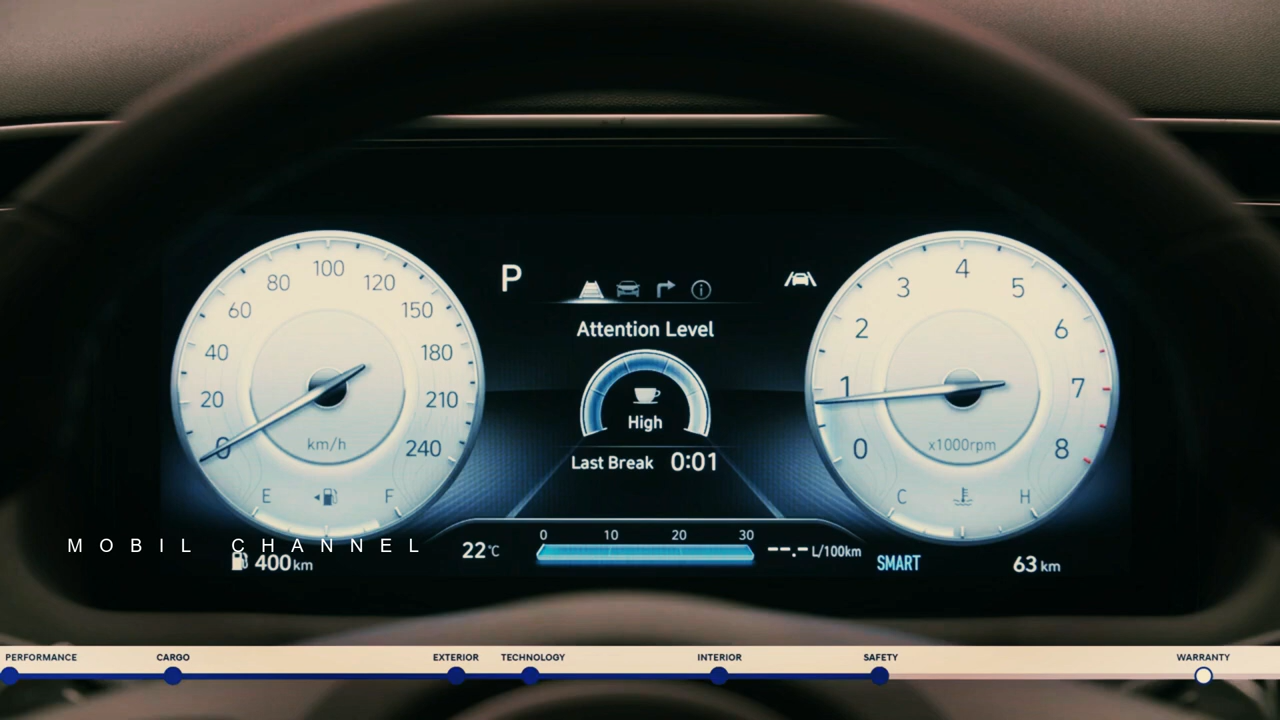 100
80 120
60 150
40 180
20 210
0 240
km/h
E F
P
Attention Level
High
Last Break 0:01
4
3 5
2 6
1 7
0 8
x1000rpm
C H
MOBIL CHANNEL
400 km
22°C
0 10 20 30
--.- L/100km
SMART
63 km
PERFORMANCE CARGO EXTERIOR TECHNOLOGY INTERIOR SAFETY WARRANTY